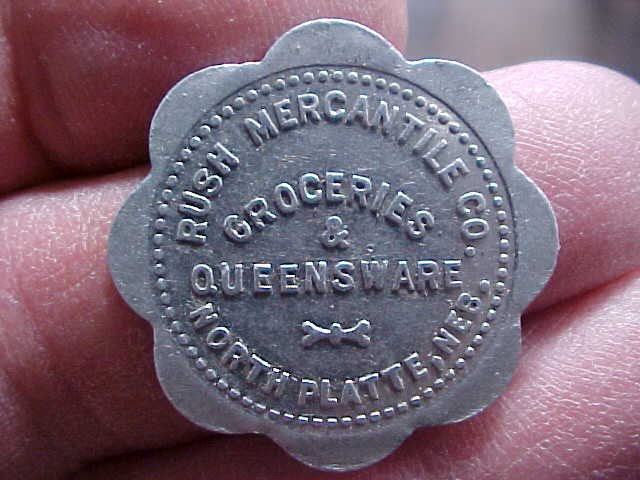 RUSH MERCANTILE CO.
GROCERIES
&
QUEENSWARE
NORTH PLATTE, NEB.